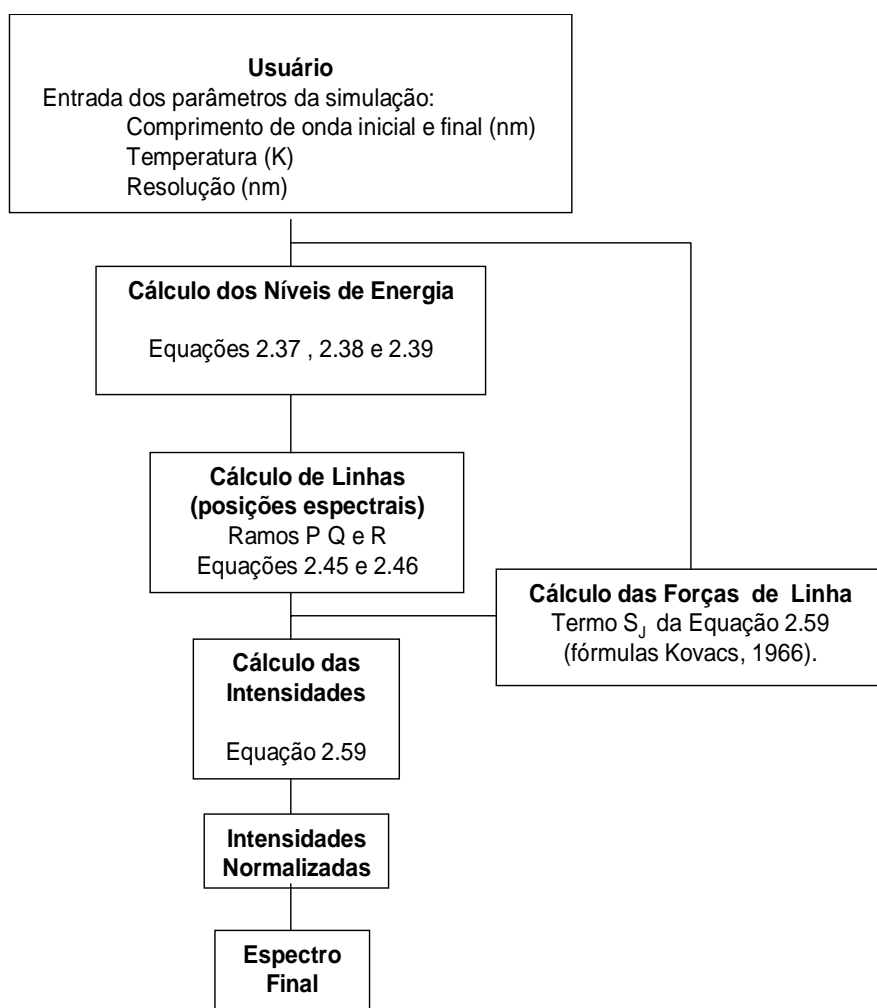 Usuário
Entrada dos parâmetros da simulação:
Comprimento de onda inicial e final (nm)
Temperatura (K)
Resolução (nm)
Cálculo dos Níveis de Energia
Equações 2.37 , 2.38 e 2.39
Cálculo de Linhas
(posições espectrais)
Ramos P Q e R
Equações 2.45 e 2.46
Cálculo das Forças de Linha
Termo SJ da Equação 2.59
(fórmulas Kovacs, 1966).
Cálculo das
Intensidades
Equação 2.59
Intensidades
Normalizadas
Espectro
Final